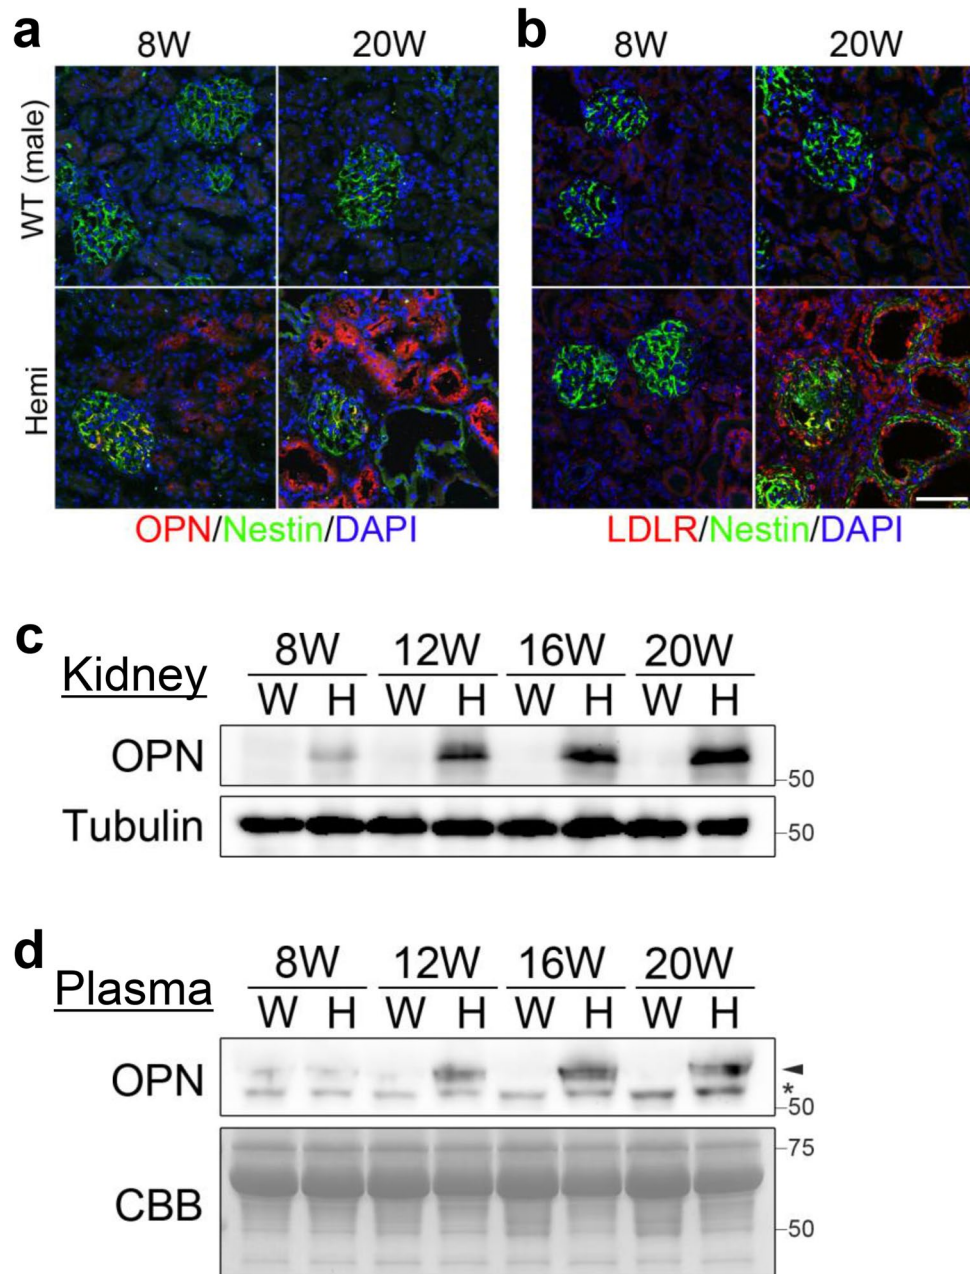 a
8W 20W
WT (male)
Hemi
OPN/Nestin/DAPI
b
8W 20W
LDLR/Nestin/DAPI
c
Kidney
8W 12W 16W 20W
W H W H W H W H
OPN
50
Tubulin
50
d
Plasma
8W 12W 16W 20W
W H W H W H W H
OPN
*
50
75
CBB
50